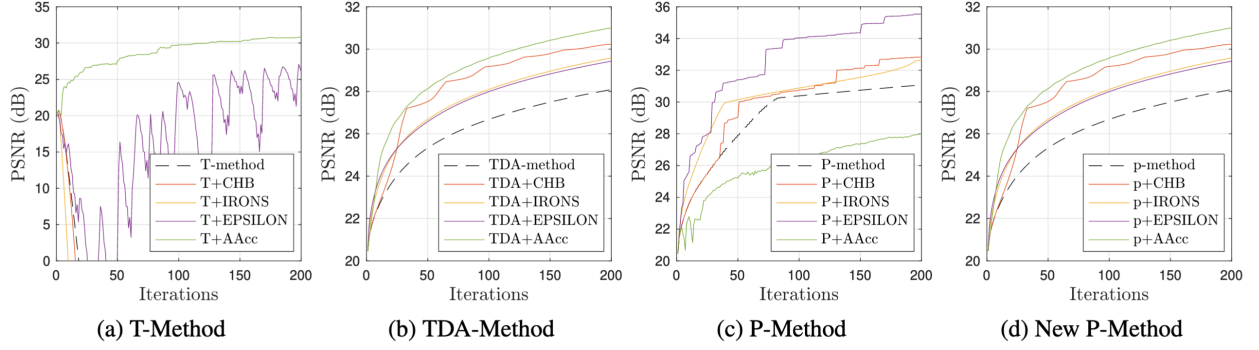 35
30
25
20
15
10
5
0
PSNR (dB)
T-method
T+CHB
T+IRONS
T+EPSILON
T+AAcc
0 50 100 150 200
Iterations
(a) T-Method
32
30
28
26
24
22
20
PSNR (dB)
TDA-method
TDA+CHB
TDA+IRONS
TDA+EPSILON
TDA+AAcc
0 50 100 150 200
Iterations
(b) TDA-Method
36
34
32
30
28
26
24
22
20
PSNR (dB)
P-method
P+CHB
P+IRONS
P+EPSILON
P+AAcc
0 50 100 150 200
Iterations
(c) P-Method
32
30
28
26
24
22
20
PSNR (dB)
p-method
p+CHB
p+IRONS
p+EPSILON
p+AAcc
0 50 100 150 200
Iterations
(d) New P-Method